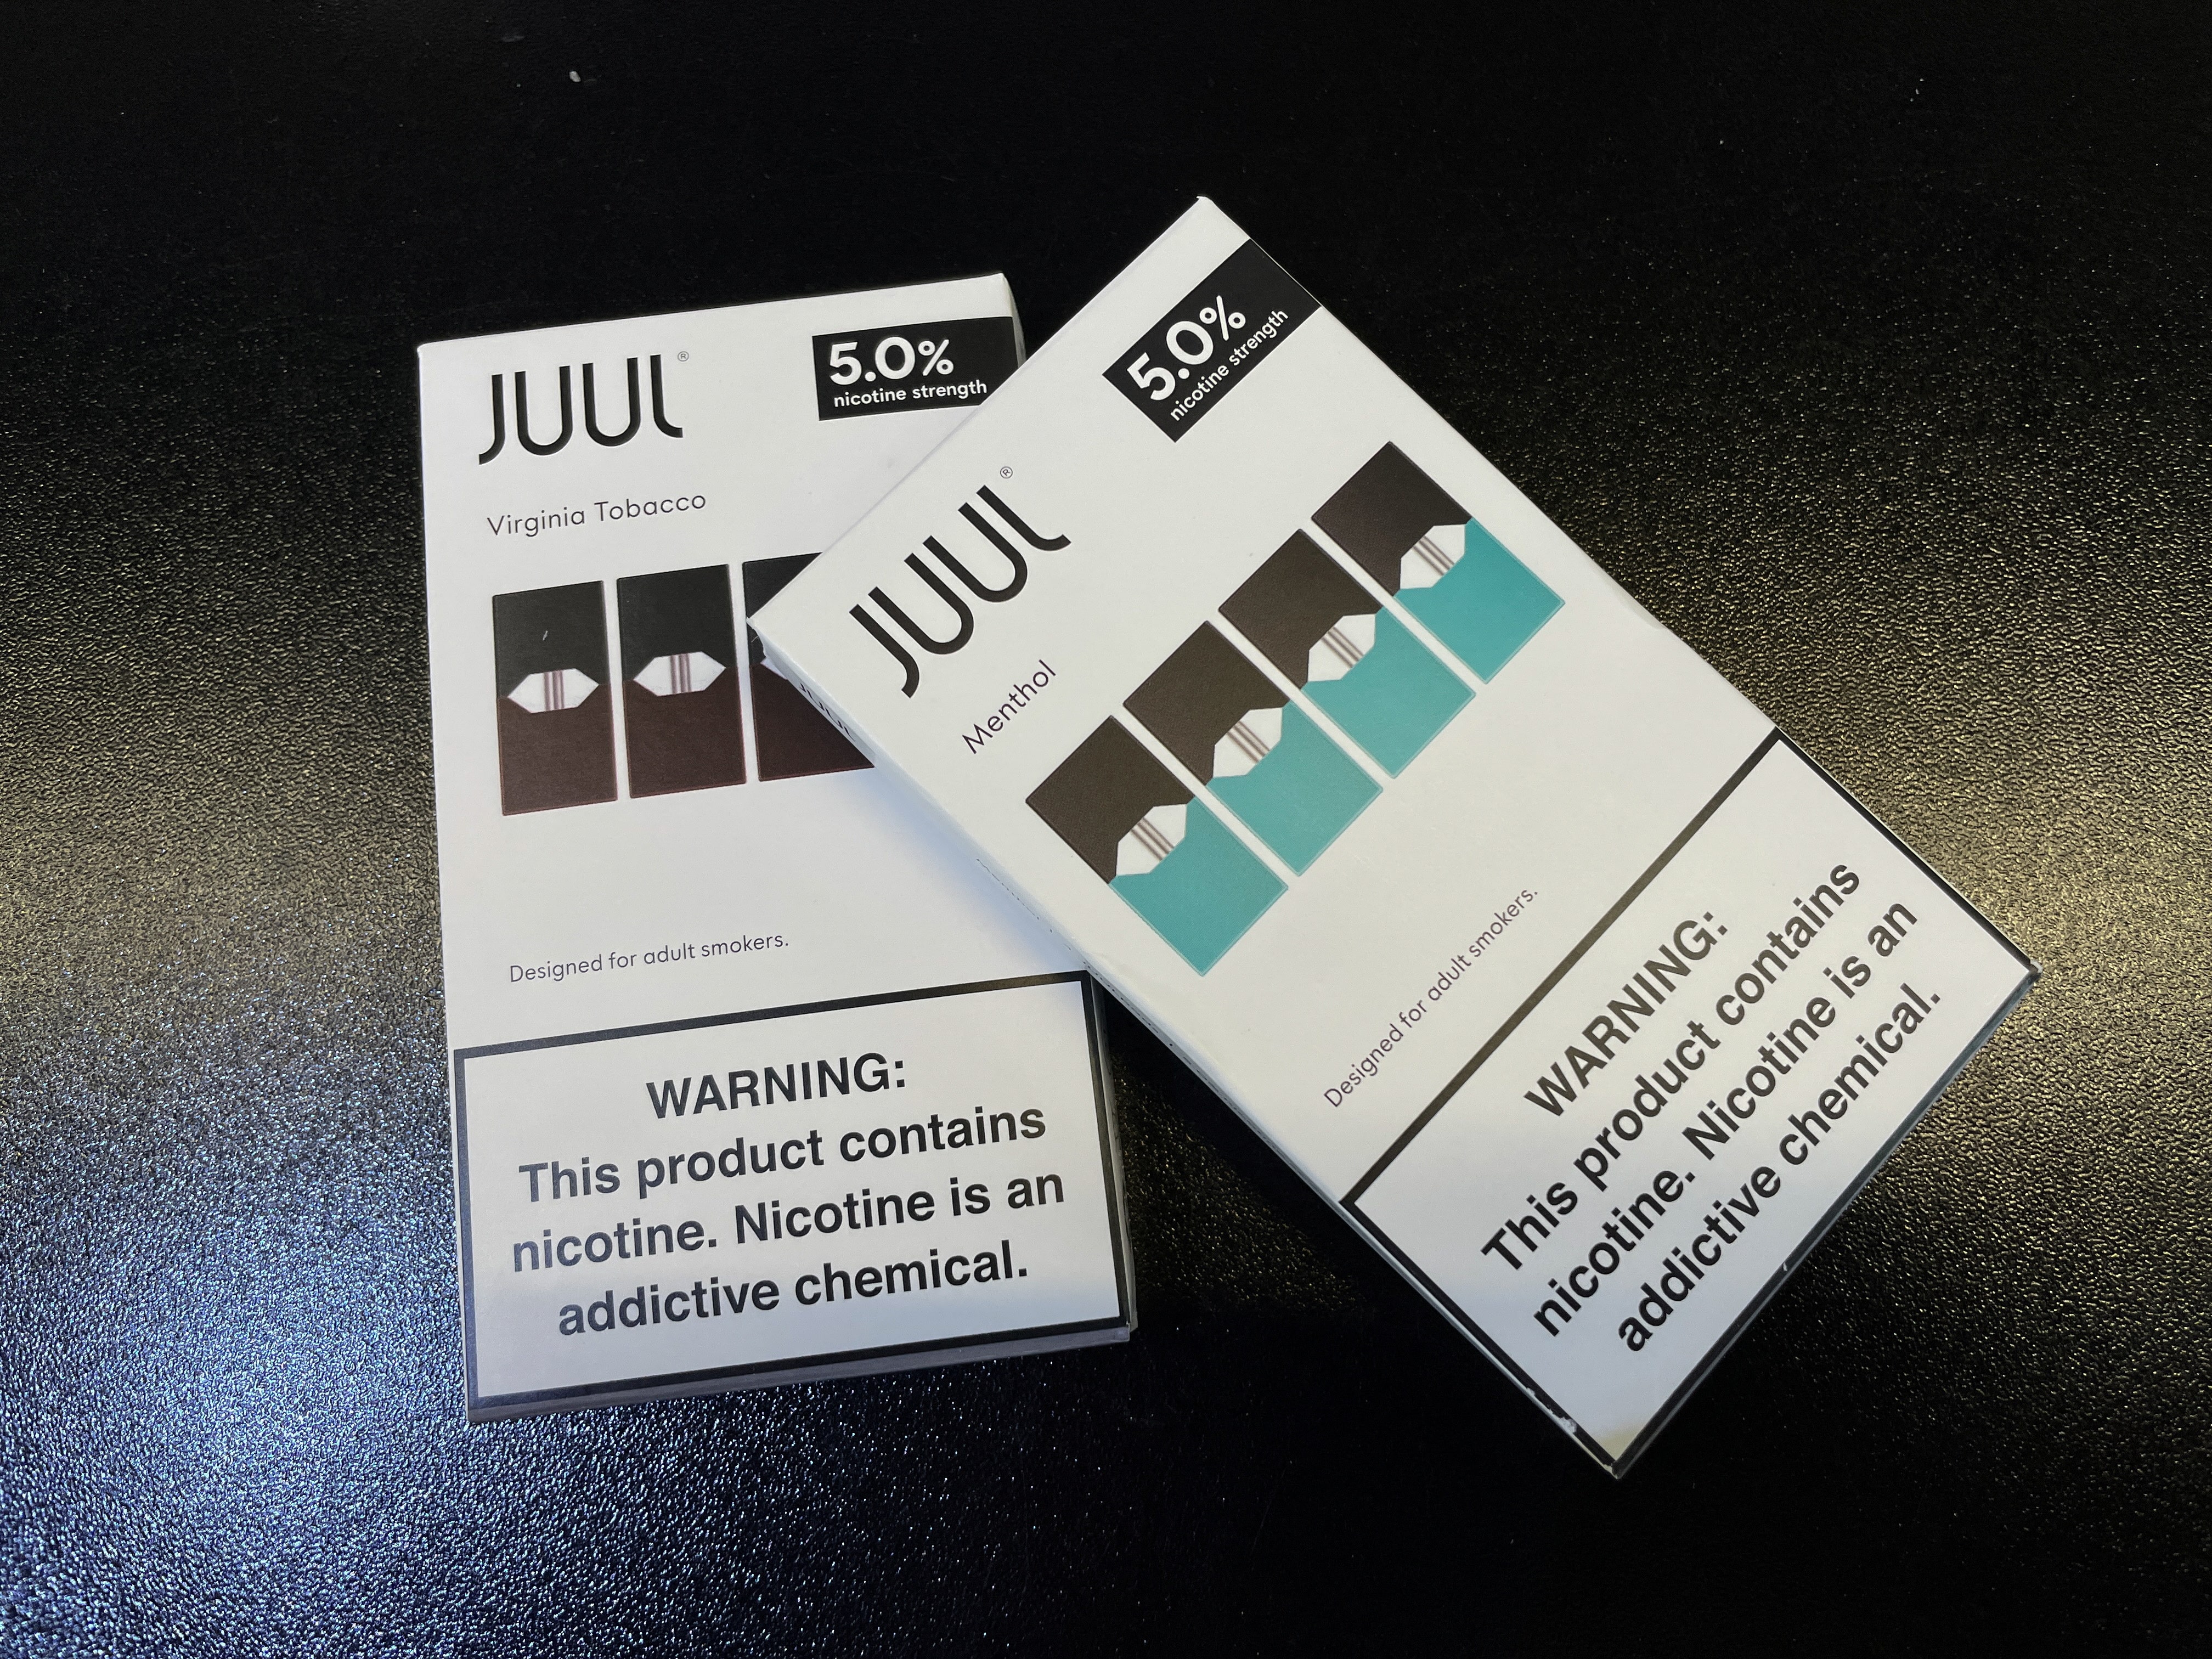 JUUL®
5.0%
nicotine strength
Virginia Tobacco
Designed for adult smokers.
WARNING:
This product contains
nicotine. Nicotine is an
addictive chemical.
JUUL®
5.0%
nicotine strength
Menthol
Designed for adult smokers.
WARNING:
This product contains
nicotine. Nicotine is an
addictive chemical.
JUUL